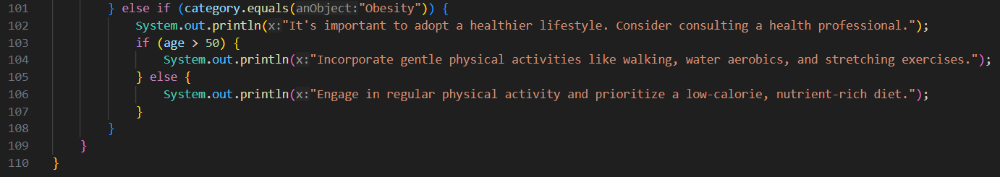 101 } else if (category.equals(anObject:"Obesity")) {
102 System.out.println(x:"It's important to adopt a healthier lifestyle. Consider consulting a health professional.");
103 if (age > 50) {
104 System.out.println(x:"Incorporate gentle physical activities like walking, water aerobics, and stretching exercises.");
105 } else {
106 System.out.println(x:"Engage in regular physical activity and prioritize a low-calorie, nutrient-rich diet.");
107 }
108 }
109 }
110 }